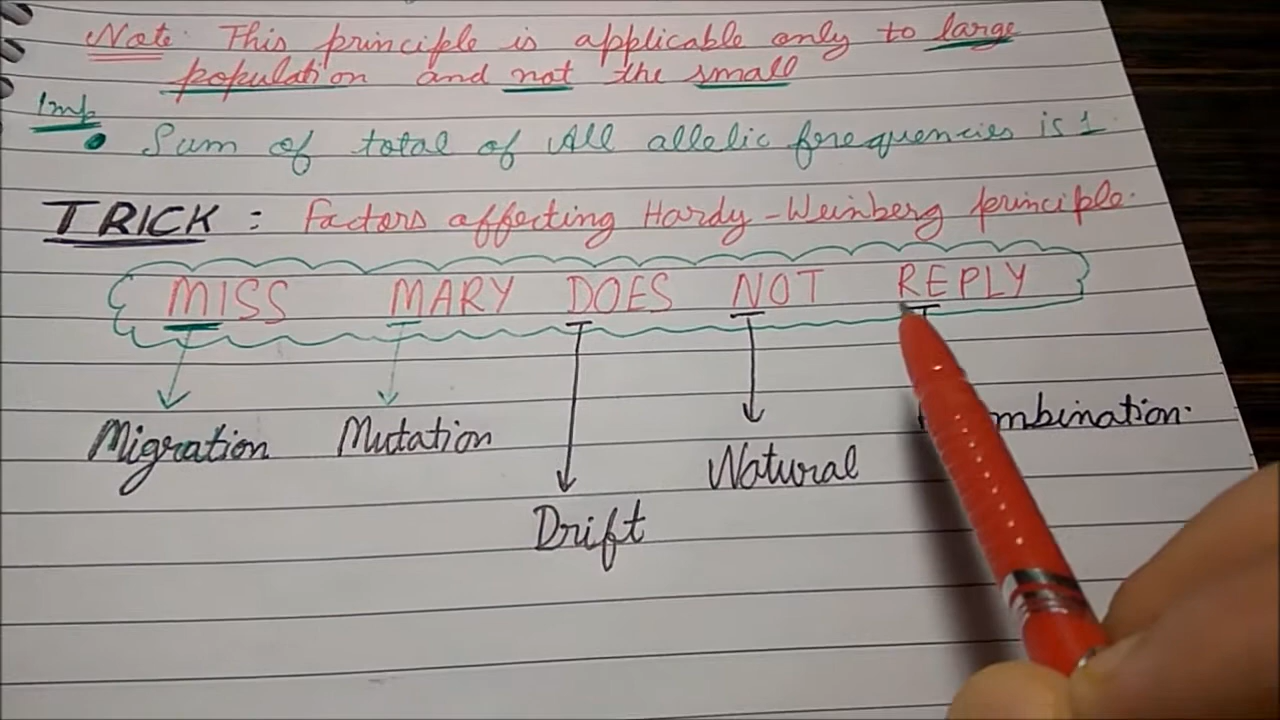 Note: This principle is applicable only to large
population and not the small
Imp
• Sum of total of All allelic frequencies is 1
TRICK : Factors affecting Hardy-Weinberg principle.
MISS MARY DOES NOT REPLY
Migration Mutation mbination.
Natural
Drift